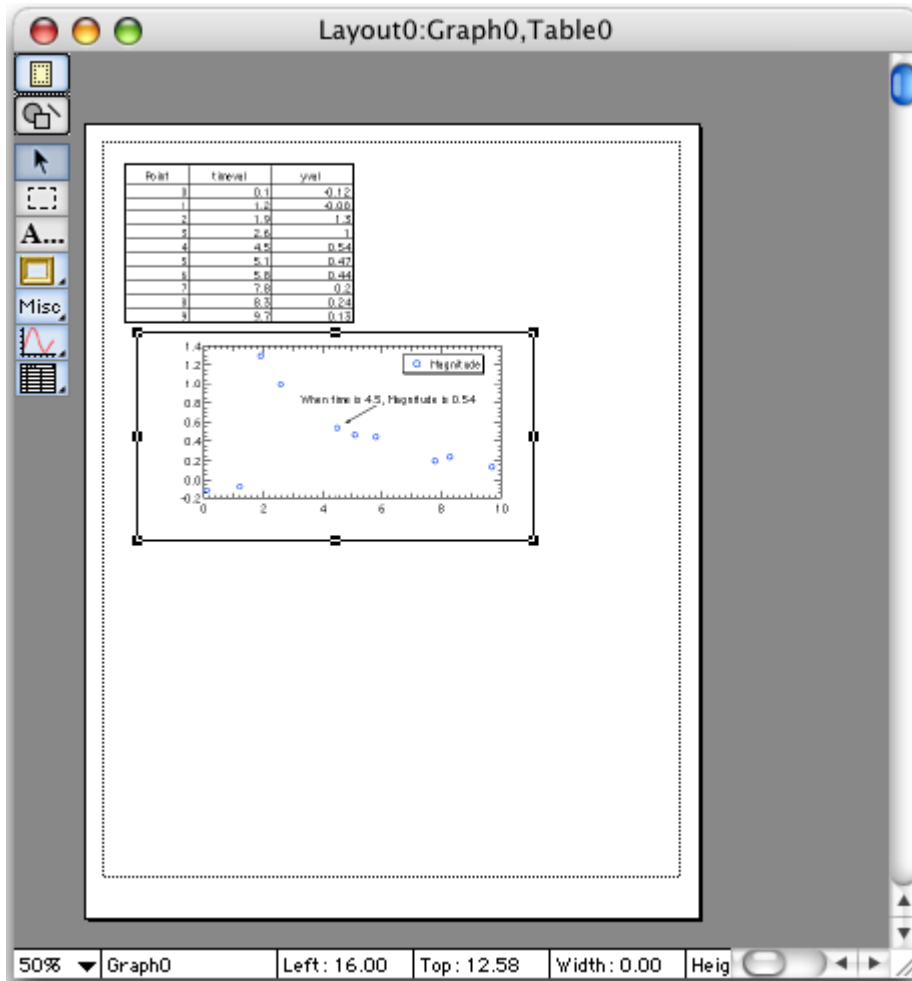 Layout0:Graph0,Table0
A...
Misc
Point timeval yval
0 0.1 -0.12
1 1.2
2 1.9 1.3
3 2.6 1
4 4.5 0.54
5 5.1 0.47
6 5.8 0.44
7 7.8 0.2
8 8.3 0.24
9 9.7 0.13
1.4
Magnitude
1.2
1.0
0.8
When time is 4.5, Magnitude is 0.54
0.6
0.4
0.2
0.0
-0.2
0 2 4 6 8 10
50% Graph0 Left: 16.00 Top: 12.58 Width: 0.00 Heig